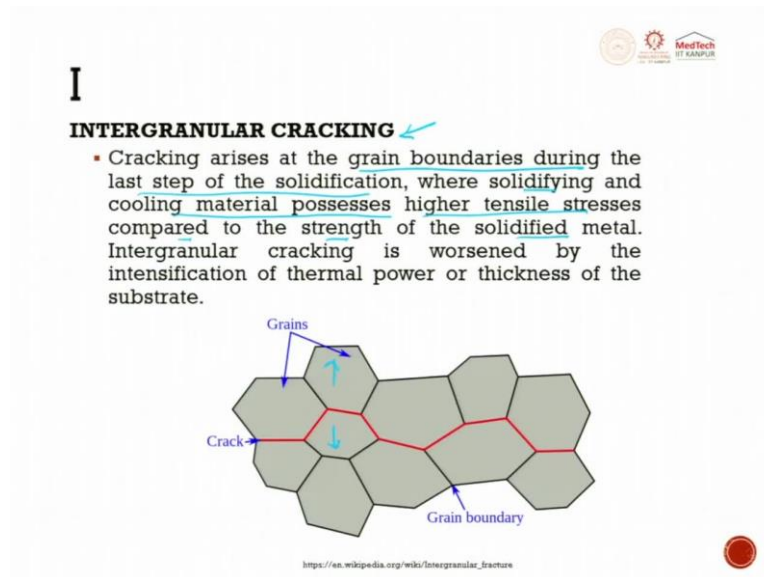 MedTech
IIT KANPUR
I
INTERGRANULAR CRACKING
Cracking arises at the grain boundaries during the
last step of the solidification, where solidifying and
cooling material possesses higher tensile stresses
compared to the strength of the solidified metal.
Intergranular cracking is worsened by the
intensification of thermal power or thickness of the
substrate.
Grains
Crack
Grain boundary
https://en.wikipedia.org/wiki/Intergranular_fracture